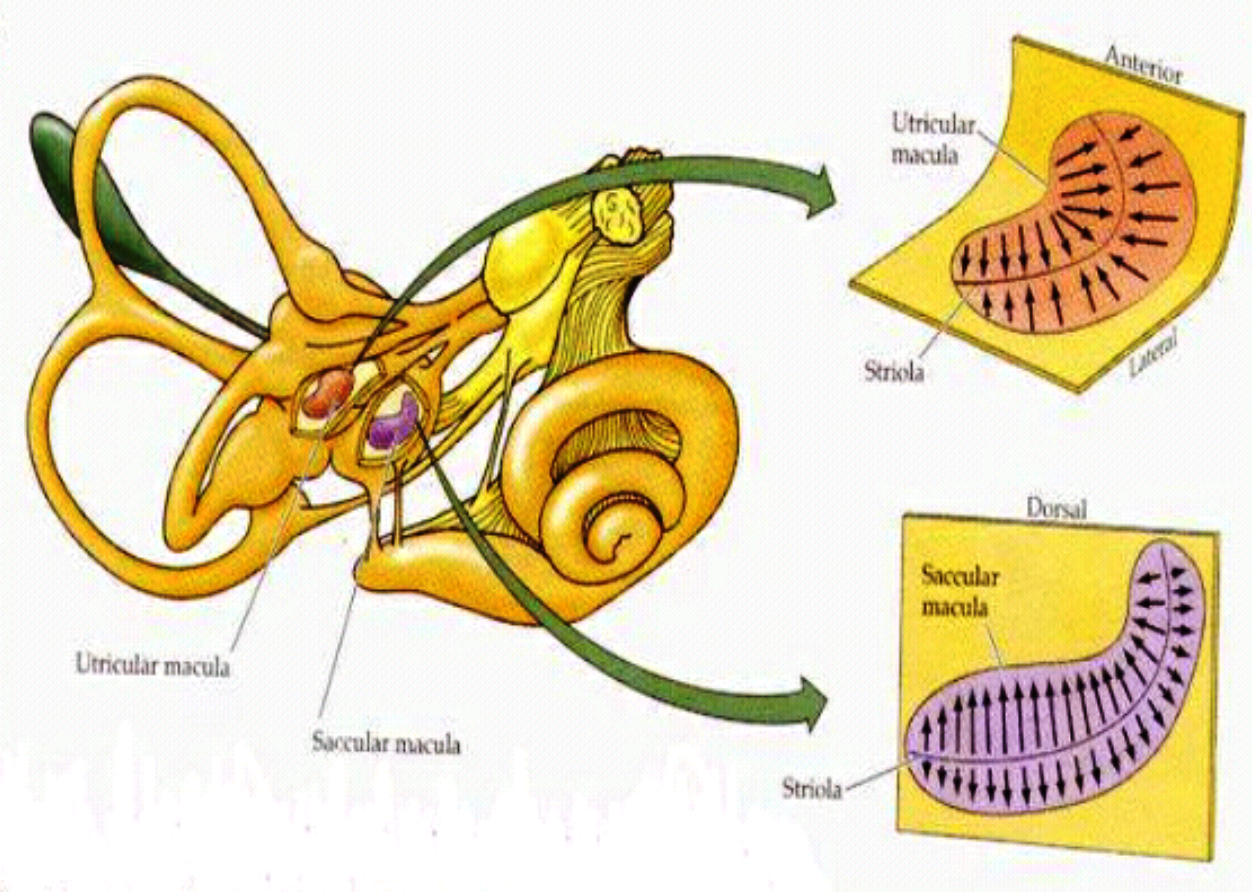 Anterior
Utricular
macula
Striola
Lateral
Dorsal
Saccular
macula
Striola
Utricular macula
Saccular macula